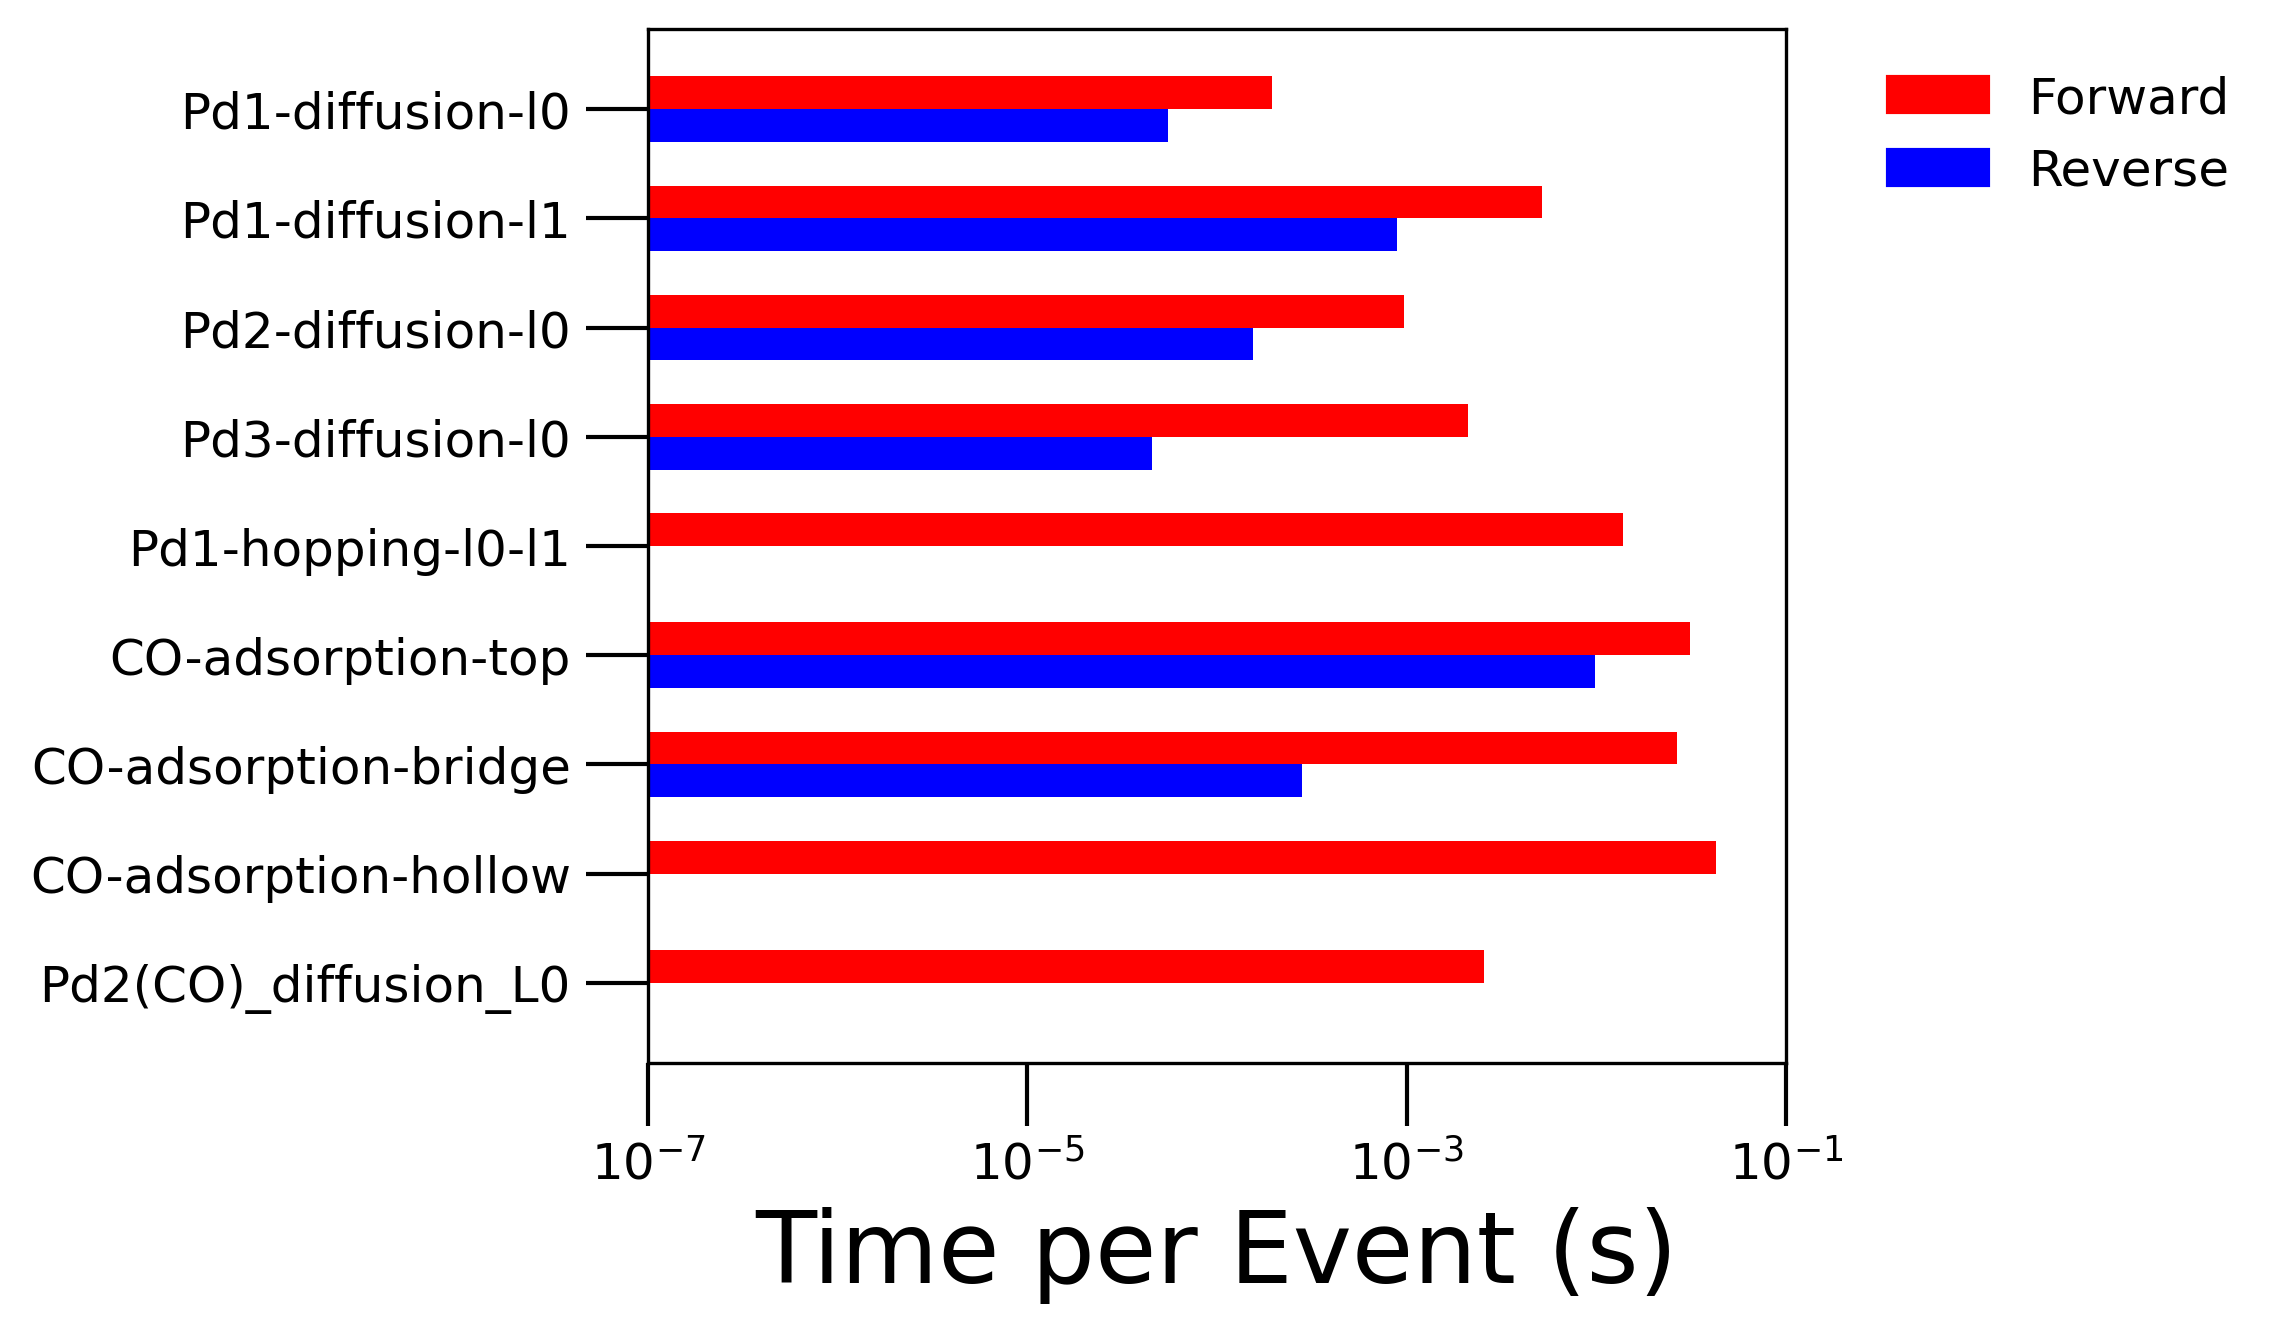 Pd1-diffusion-l0
Pd1-diffusion-l1
Pd2-diffusion-l0
Pd3-diffusion-l0
Pd1-hopping-l0-l1
CO-adsorption-top
CO-adsorption-bridge
CO-adsorption-hollow
Pd2(CO)_diffusion_L0
10⁻⁷ 10⁻⁵ 10⁻³ 10⁻¹
Time per Event (s)
Forward
Reverse